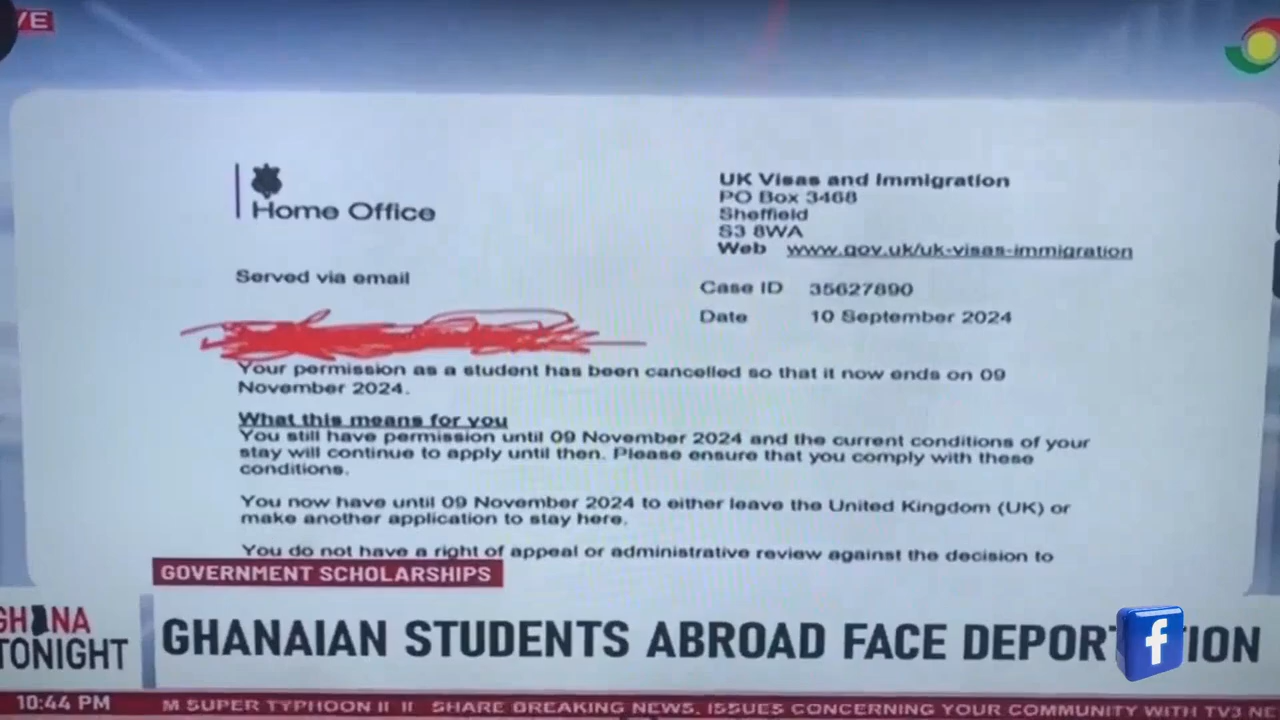 VE
Home Office
UK Visas and Immigration
PO Box 3468
Sheffield
S3 8WA
Web www.gov.uk/uk-visas-immigration
Served via email
Case ID 35627890
Date 10 September 2024
Your permission as a student has been cancelled so that it now ends on 09
November 2024.
What this means for you
You still have permission until 09 November 2024 and the current conditions of your
stay will continue to apply until then. Please ensure that you comply with these
conditions.
You now have until 09 November 2024 to either leave the United Kingdom (UK) or
make another application to stay here.
You do not have a right of appeal or administrative review against the decision to
GOVERNMENT SCHOLARSHIPS
GHANA
TONIGHT
GHANAIAN STUDENTS ABROAD FACE DEPOR ION
f
10:44 PM
M SUPER TYPHOON II II SHARE BREAKING NEWS, ISSUES CONCERNING YOUR COMMUNITY WITH TV3 NE